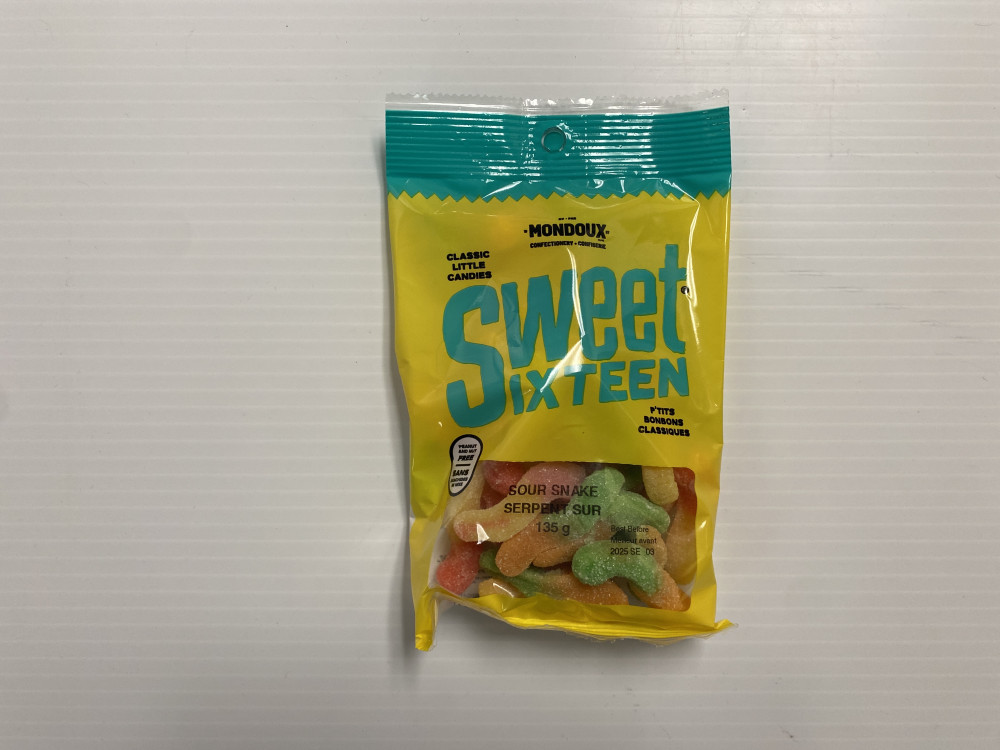 MONDOUX
CONFECTIONERY • CONFISERIE
CLASSIC
LITTLE
CANDIES
Sweet
SIXTEEN
P'TITS
BONBONS
CLASSIQUES
PEANUT
AND NUT
FREE
SANS
SOUR SNAKE
SERPENT SUR
135 g
Best Before
Meilleur avant
2025 SE 03